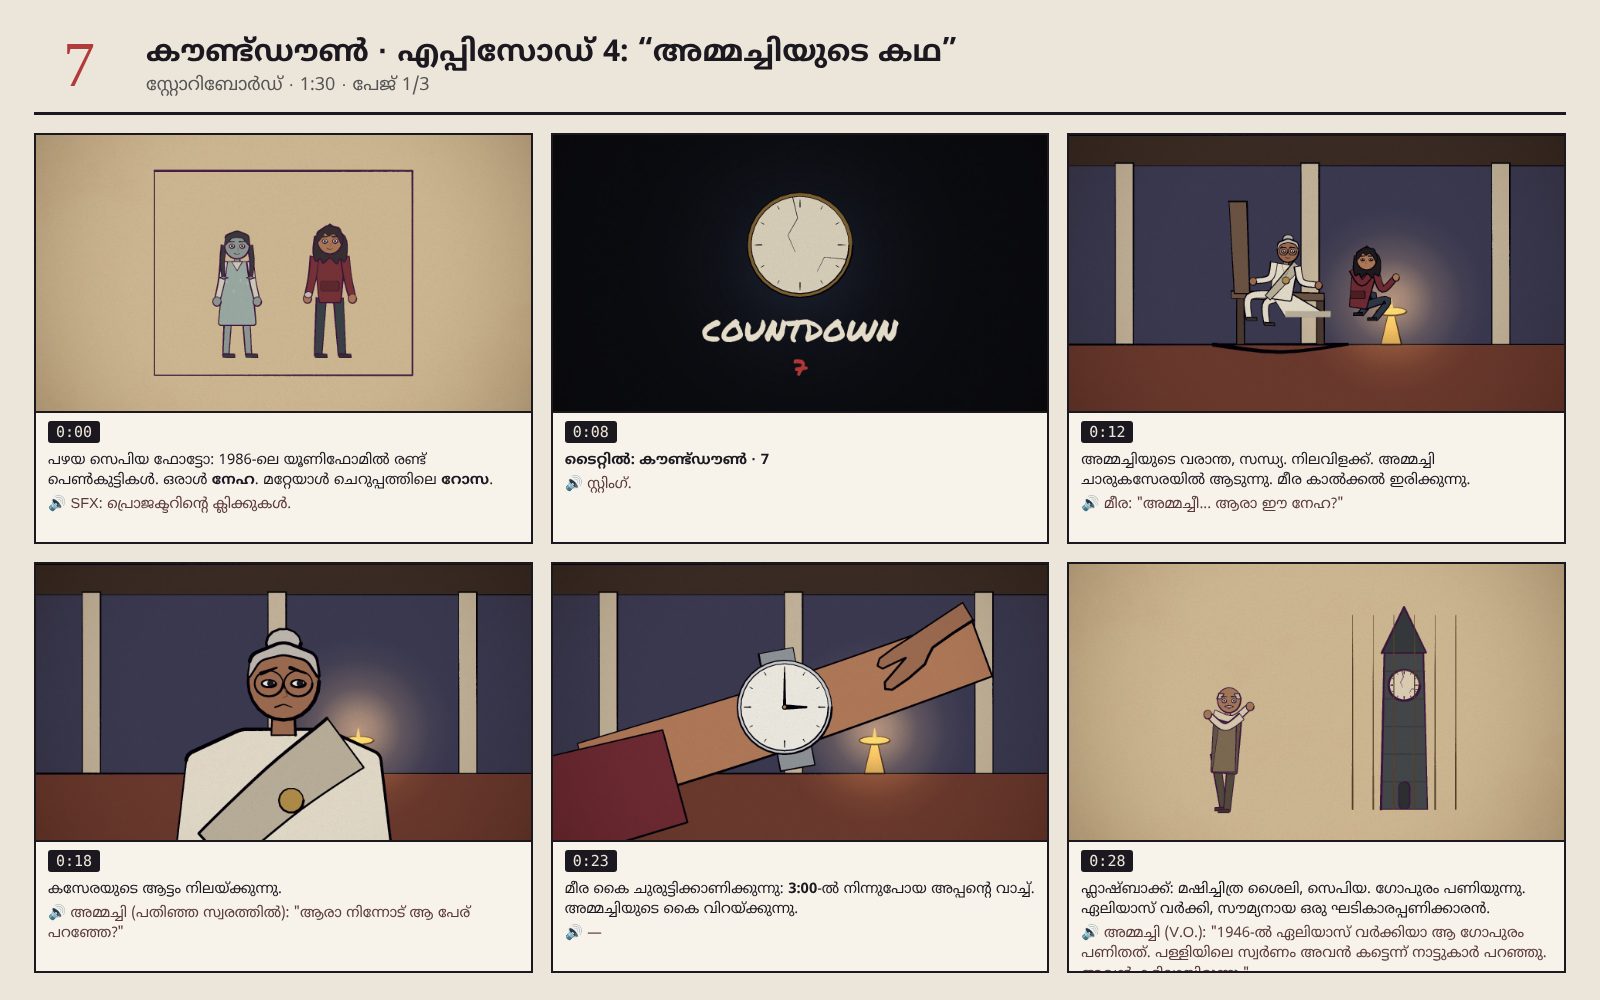 7
കൗണ്ട്ഡൗൺ · എപ്പിസോഡ് 4: “അമ്മച്ചിയുടെ കഥ”
സ്റ്റോറിബോർഡ് · 1:30 · പേജ് 1/3
0:00
പഴയ സെപിയ ഫോട്ടോ: 1986-ലെ യൂണിഫോമിൽ രണ്ട്
പെൺകുട്ടികൾ. ഒരാൾ നേഹ. മറ്റേയാൾ ചെറുപ്പത്തിലെ റോസ.
🔊 SFX: പ്രൊജക്ടറിന്റെ ക്ലിക്കുകൾ.
COUNTDOWN
7
0:08
ടൈറ്റിൽ: കൗണ്ട്ഡൗൺ · 7
🔊 സ്റ്റിംഗ്.
0:12
അമ്മച്ചിയുടെ വരാന്ത, സന്ധ്യ. നിലവിളക്ക്. അമ്മച്ചി
ചാരുകസേരയിൽ ആടുന്നു. മീര കാൽക്കൽ ഇരിക്കുന്നു.
🔊 മീര: "അമ്മച്ചീ... ആരാ ഈ നേഹ?"
0:18
കസേരയുടെ ആട്ടം നിലയ്ക്കുന്നു.
🔊 അമ്മച്ചി (പതിഞ്ഞ സ്വരത്തിൽ): "ആരാ നിന്നോട് ആ പേര്
പറഞ്ഞേ?"
0:23
മീര കൈ ചുരുട്ടിക്കാണിക്കുന്നു: 3:00-ൽ നിന്നുപോയ അപ്പന്റെ വാച്ച്.
അമ്മച്ചിയുടെ കൈ വിറയ്ക്കുന്നു.
🔊 —
0:28
ഫ്ലാഷ്ബാക്ക്: മഷിച്ചിത്ര ശൈലി, സെപിയ. ഗോപുരം പണിയുന്നു.
ഏലിയാസ് വർക്കി, സൗമ്യനായ ഒരു ഘടികാരപ്പണിക്കാരൻ.
🔊 അമ്മച്ചി (V.O.): "1946-ൽ ഏലിയാസ് വർക്കിയാ ആ ഗോപുരം
പണിതത്. പള്ളിയിലെ സ്വർണം അവൻ കട്ടെന്ന് നാട്ടുകാർ പറഞ്ഞു.